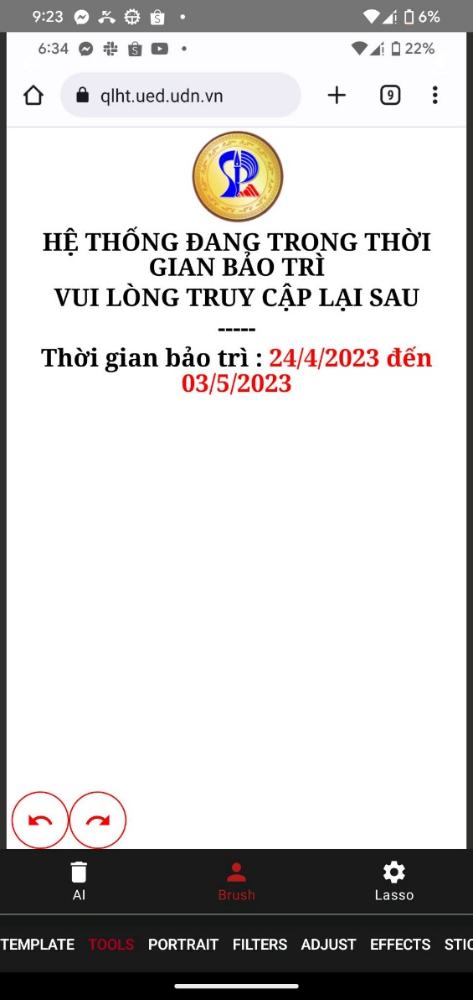 9:23
6%
6:34
22%
qlht.ued.udn.vn
9
HỆ THỐNG ĐANG TRONG THỜI
GIAN BẢO TRÌ
VUI LÒNG TRUY CẬP LẠI SAU
-----
Thời gian bảo trì : 24/4/2023 đến
03/5/2023
AI
Brush
Lasso
TEMPLATE TOOLS PORTRAIT FILTERS ADJUST EFFECTS STIC